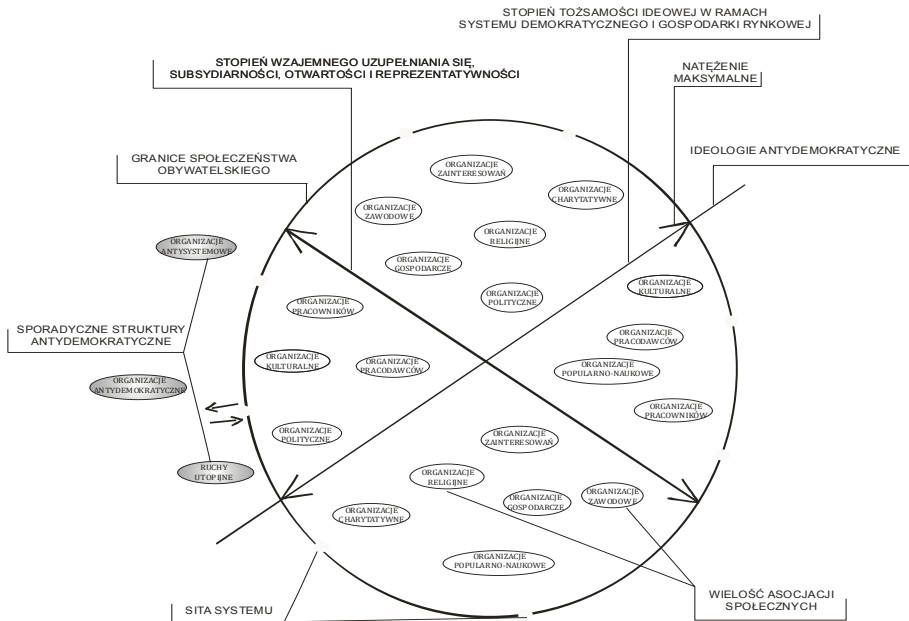 STOPIEŃ TOŻSAMOŚCI IDEOWEJ W RAMACH
SYSTEMU DEMOKRATYCZNEGO I GOSPODARKI RYNKOWEJ
STOPIEŃ WZAJEMNEGO UZUPEŁNIANIA SIĘ,
SUBSYDIARNOŚCI, OTWARTOŚCI I REPREZENTATYWNOŚCI
NATĘŻENIE
MAKSYMALNE
IDEOLOGIE ANTYDEMOKRATYCZNE
GRANICE SPOŁECZEŃSTWA
OBYWATELSKIEGO
ORGANIZACJE
ZAINTERESOWAŃ
ORGANIZACJE
CHARYTATYWNE
ORGANIZACJE
ZAWODOWE
ORGANIZACJE
RELIGIJNE
ORGANIZACJE
GOSPODARCZE
ORGANIZACJE
POLITYCZNE
ORGANIZACJE
ANTYSYSTEMOWE
SPORADYCZNE STRUKTURY
ANTYDEMOKRATYCZNE
ORGANIZACJE
ANTYDEMOKRATYCZNE
RUCHY
UTOPIJNE
ORGANIZACJE
PRACOWNIKÓW
ORGANIZACJE
KULTURALNE
ORGANIZACJE
PRACODAWCÓW
ORGANIZACJE
POLITYCZNE
ORGANIZACJE
KULTURALNE
ORGANIZACJE
PRACODAWCÓW
ORGANIZACJE
POPULARNO-NAUKOWE
ORGANIZACJE
PRACOWNIKÓW
ORGANIZACJE
ZAINTERESOWAŃ
ORGANIZACJE
RELIGIJNE
ORGANIZACJE
GOSPODARCZE
ORGANIZACJE
ZAWODOWE
ORGANIZACJE
CHARYTATYWNE
ORGANIZACJE
POPULARNO-NAUKOWE
SITA SYSTEMU
WIELOŚĆ ASOCJACJI
SPOŁECZNYCH